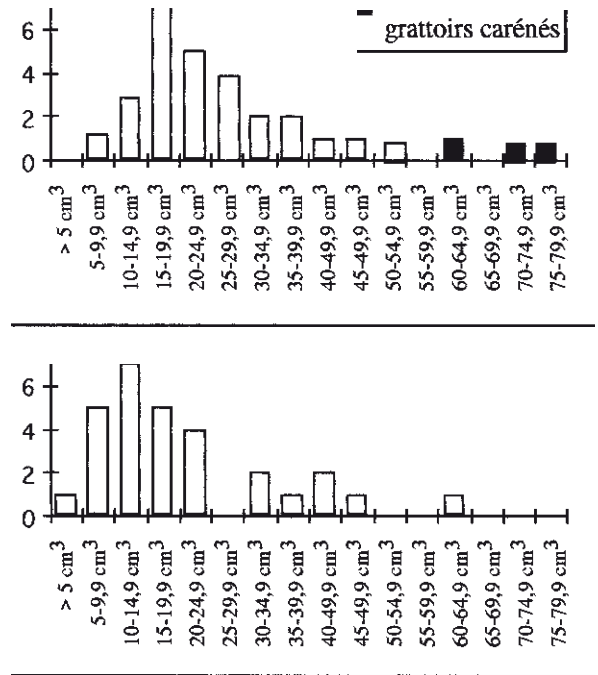 grattoirs carénés
6
4
2
0
> 5 cm³
5-9,9 cm³
10-14,9 cm³
15-19,9 cm³
20-24,9 cm³
25-29,9 cm³
30-34,9 cm³
35-39,9 cm³
40-49,9 cm³
45-49,9 cm³
50-54,9 cm³
55-59,9 cm³
60-64,9 cm³
65-69,9 cm³
70-74,9 cm³
75-79,9 cm³
6
4
2
0
> 5 cm³
5-9,9 cm³
10-14,9 cm³
15-19,9 cm³
20-24,9 cm³
25-29,9 cm³
30-34,9 cm³
35-39,9 cm³
40-49,9 cm³
45-49,9 cm³
50-54,9 cm³
55-59,9 cm³
60-64,9 cm³
65-69,9 cm³
70-74,9 cm³
75-79,9 cm³